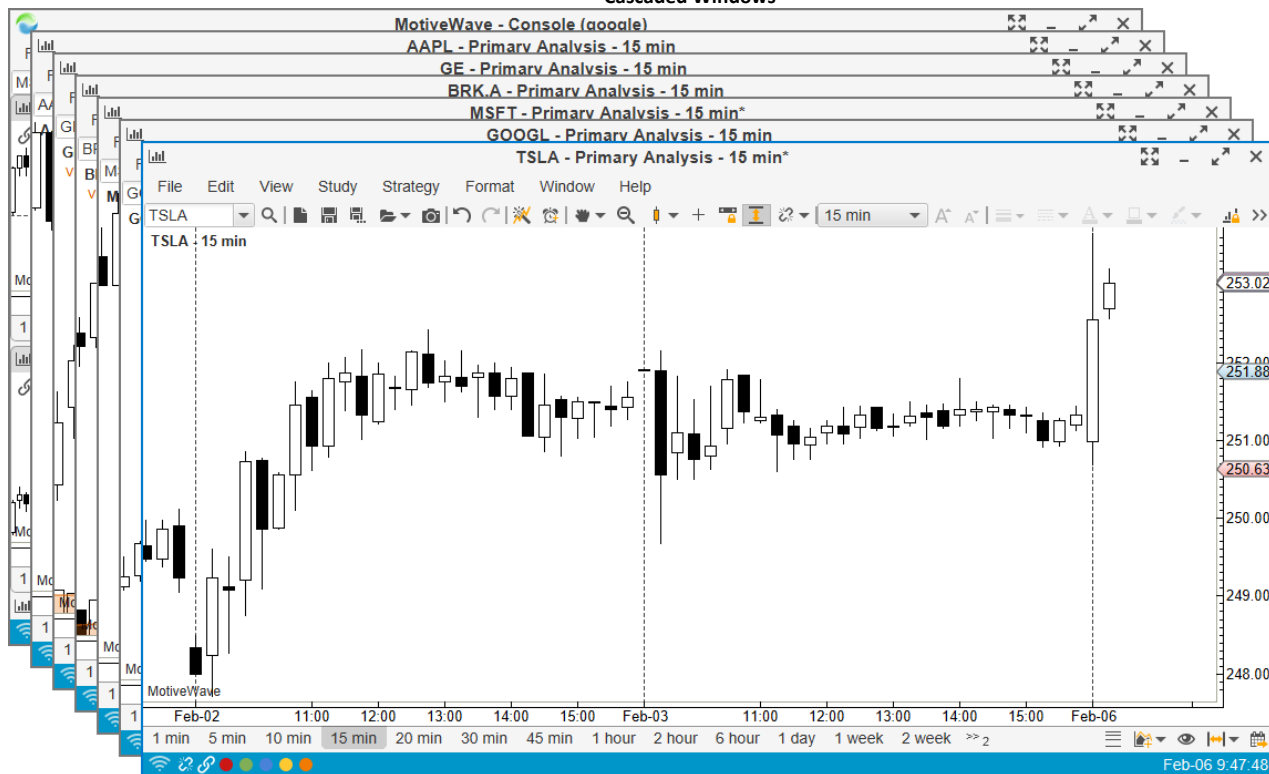 Cascaded Windows
MotiveWave - Console (google)
AAPL - Primary Analysis - 15 min
GE - Primary Analysis - 15 min
BRK.A - Primary Analysis - 15 min
MSFT - Primary Analysis - 15 min*
GOOGL - Primary Analysis - 15 min
TSLA - Primary Analysis - 15 min*
File Edit View Study Strategy Format Window Help
TSLA 15 min
TSLA - 15 min
253.02
252.00
251.88
251.00
250.63
250.00
249.00
248.00
MotiveWave
Feb-02 11:00 12:00 13:00 14:00 15:00 Feb-03 11:00 12:00 13:00 14:00 15:00 Feb-06
1 min 5 min 10 min 15 min 20 min 30 min 45 min 1 hour 2 hour 6 hour 1 day 1 week 2 week >> 2
Feb-06 9:47:48